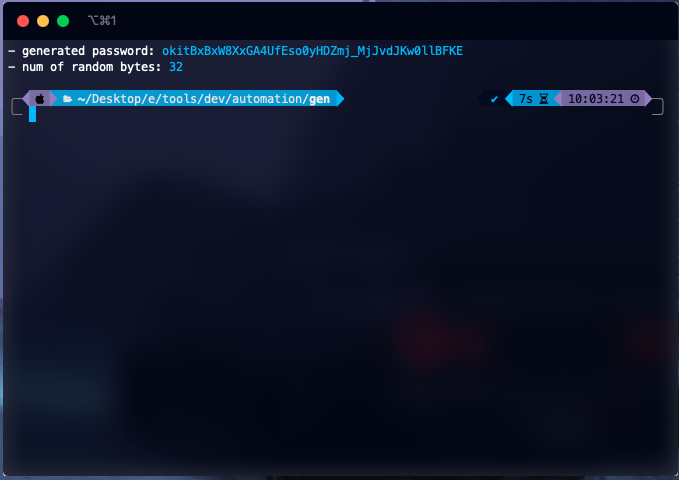 ⌥⌘1
- generated password: okitBxBxW8XxGA4UfEso0yHDZmj_MjJvdJKw0llBFKE
- num of random bytes: 32
~/Desktop/e/tools/dev/automation/gen ✔ 7s 10:03:21